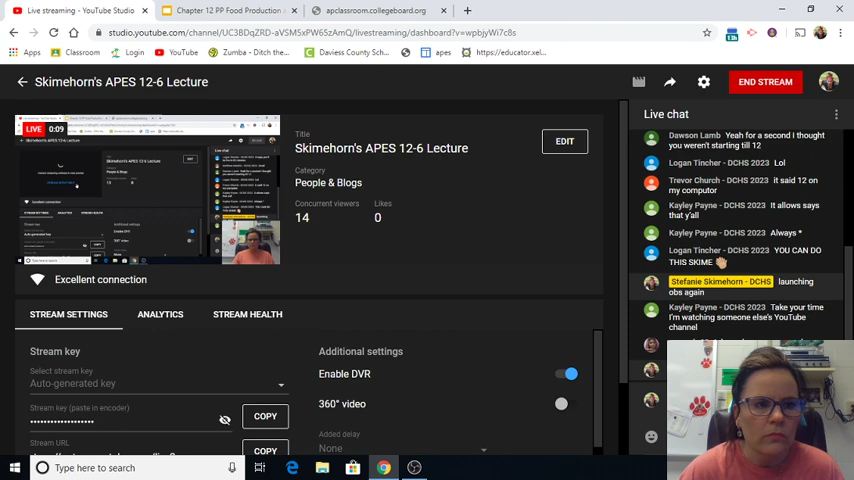 Live streaming - YouTube Studio
Chapter 12 PP Food Production a
apclassroom.collegeboard.org
studio.youtube.com/channel/UC3BDqZRD-aVSM5xPW65zAmQ/livestreaming/dashboard?v=wpbjyWi7c8s
Apps
Classroom
Login
YouTube
Zumba - Ditch the...
Daviess County Sch...
apes
https://educator.xel...
Skimehorn's APES 12-6 Lecture
END STREAM
LIVE 0:09
Title
Skimehorn's APES 12-6 Lecture
EDIT
Category
People & Blogs
Concurrent viewers
Likes
14
0
Excellent connection
STREAM SETTINGS
ANALYTICS
STREAM HEALTH
Stream key
Select stream key
Auto-generated key
Stream key (paste in encoder)
COPY
Stream URL
COPY
Additional settings
Enable DVR
360° video
Added delay
None
Live chat
Dawson Lamb Yeah for a second I thought
you weren't starting till 12
Logan Tincher - DCHS 2023 Lol
Trevor Church - DCHS 2023 it said 12 on
my computor
Kayley Payne - DCHS 2023 It allows says
that y'all
Kayley Payne - DCHS 2023 Always *
Logan Tincher - DCHS 2023 YOU CAN DO
THIS SKIME 👏🏼
Stefanie Skimehorn - DCHS launching
obs again
Kayley Payne - DCHS 2023 Take your time
I'm watching someone else's YouTube
channel
Type here to search